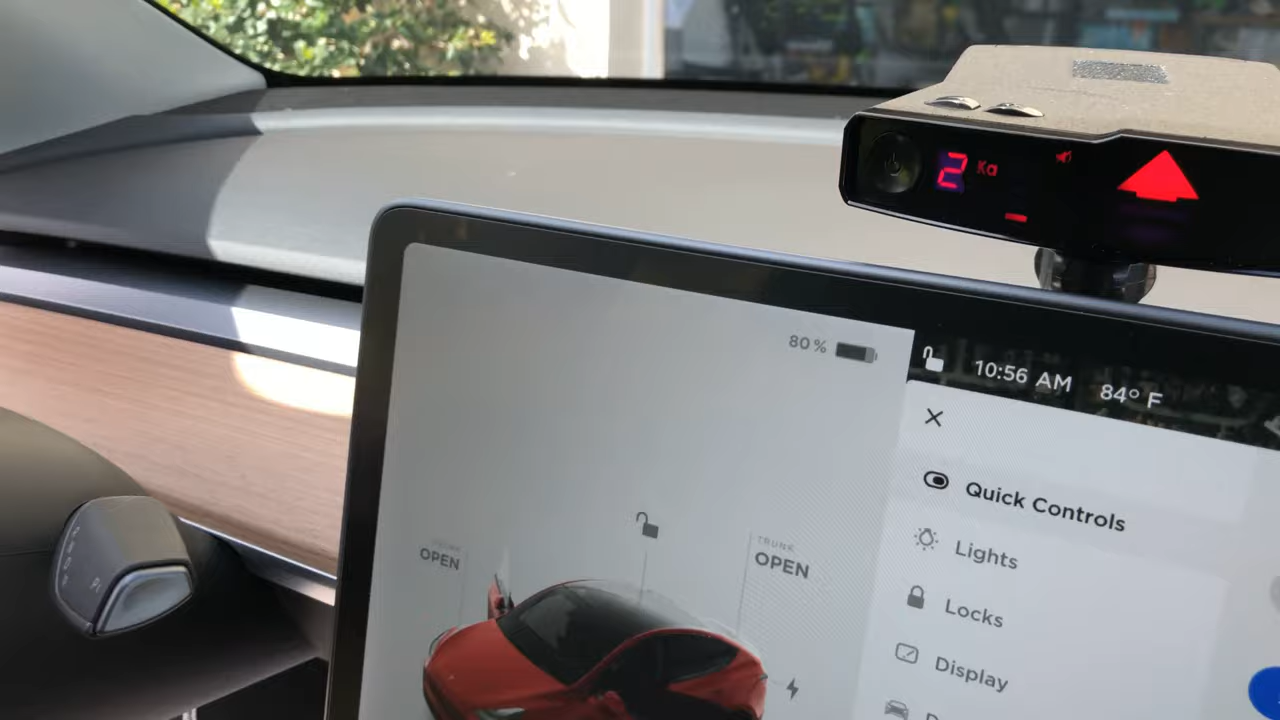 2 Ka
80 %
10:56 AM 84° F
Quick Controls
Lights
Locks
Display
OPEN
TRUNK
OPEN